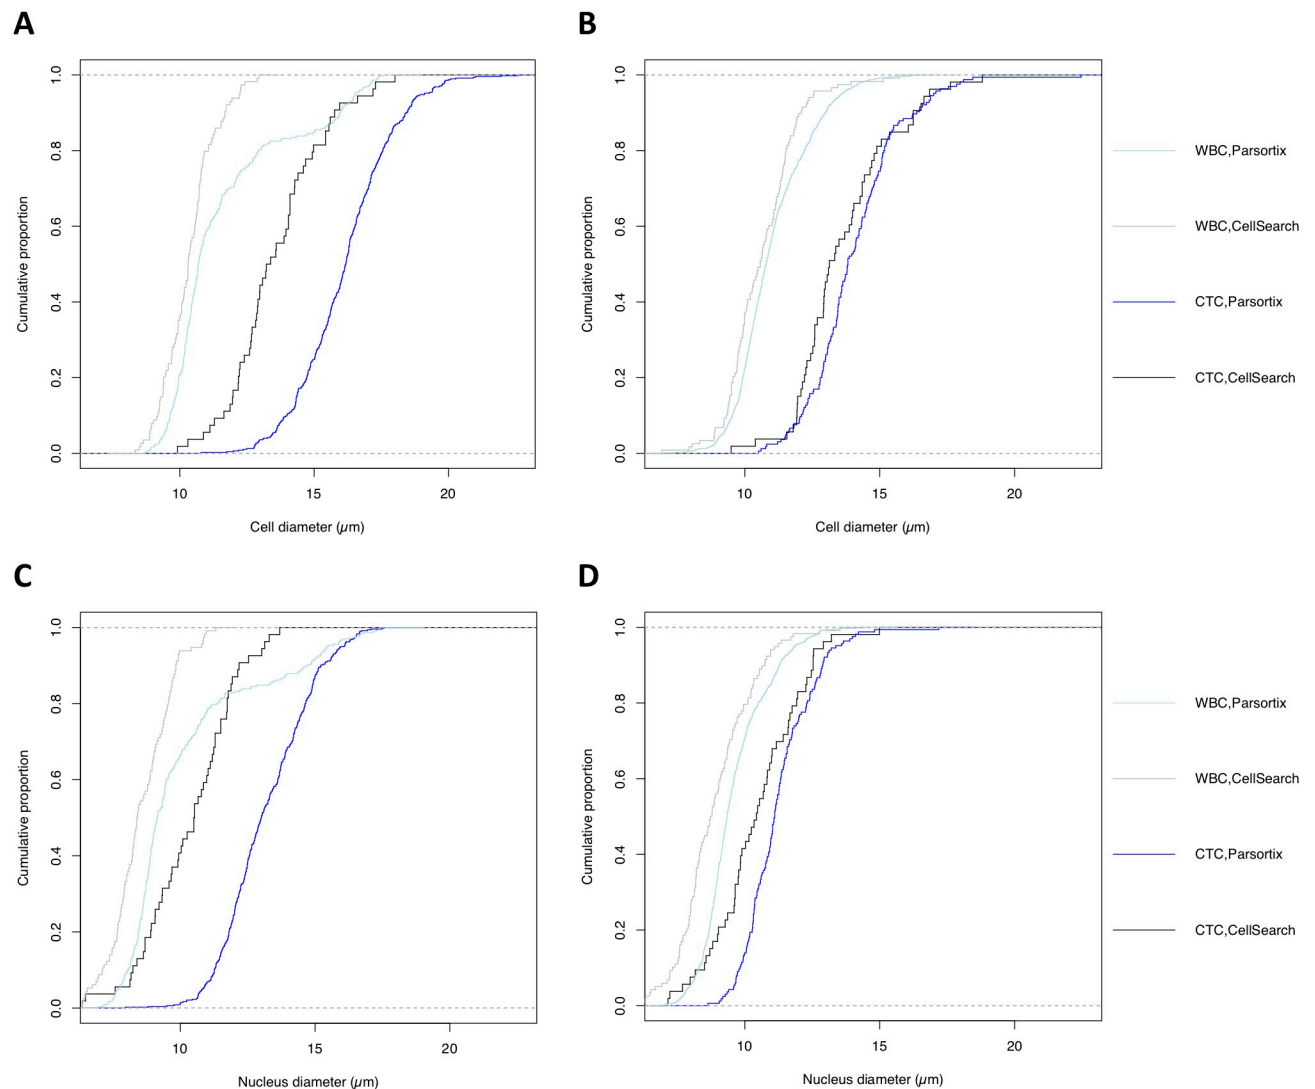 A
B
1.0
0.8
0.6
0.4
0.2
0.0
Cumulative proportion
10
15
20
Cell diameter (µm)
1.0
0.8
0.6
0.4
0.2
0.0
Cumulative proportion
10
15
20
Cell diameter (µm)
WBC,Parsortix
WBC,CellSearch
CTC,Parsortix
CTC,CellSearch
C
D
1.0
0.8
0.6
0.4
0.2
0.0
Cumulative proportion
10
15
20
Nucleus diameter (µm)
1.0
0.8
0.6
0.4
0.2
0.0
Cumulative proportion
10
15
20
Nucleus diameter (µm)
WBC,Parsortix
WBC,CellSearch
CTC,Parsortix
CTC,CellSearch